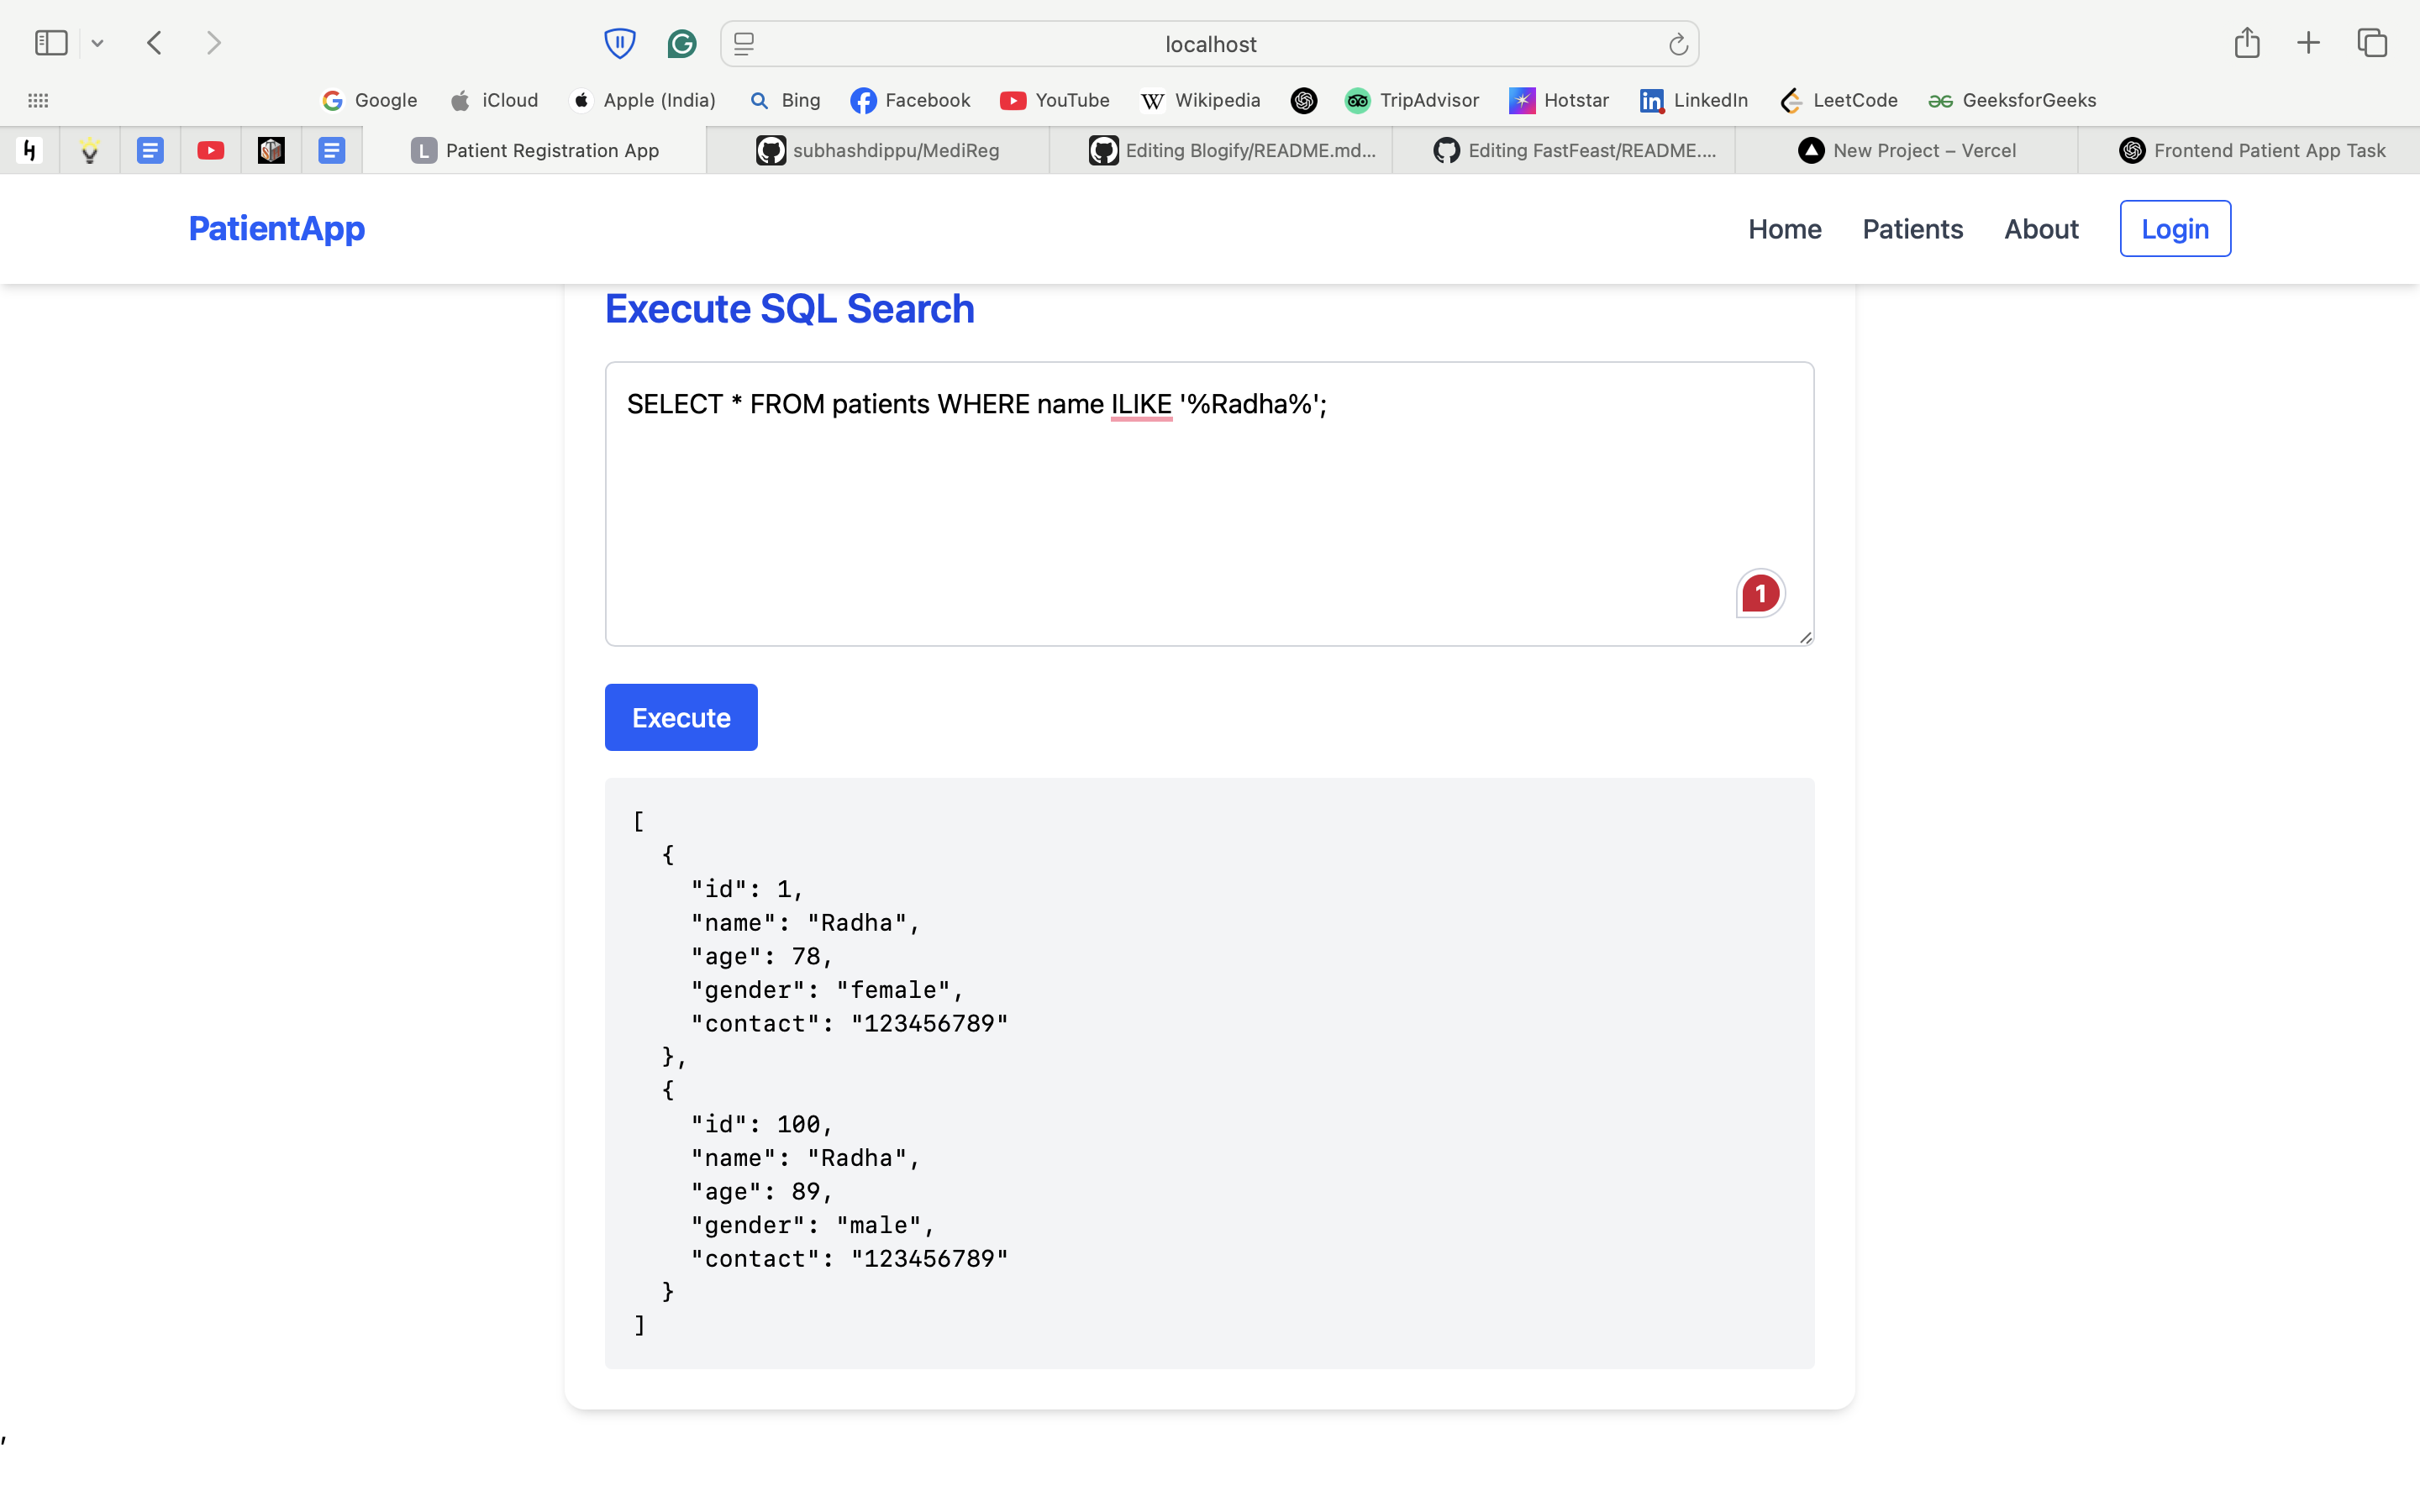 localhost
Google
iCloud
Apple (India)
Bing
Facebook
YouTube
W Wikipedia
TripAdvisor
Hotstar
LinkedIn
LeetCode
GeeksforGeeks
L Patient Registration App
subhashdippu/MediReg
Editing Blogify/README.md...
Editing FastFeast/README....
New Project – Vercel
Frontend Patient App Task
PatientApp
Home
Patients
About
Login
Execute SQL Search
SELECT * FROM patients WHERE name ILIKE '%Radha%';
1
Execute
[
{
"id": 1,
"name": "Radha",
"age": 78,
"gender": "female",
"contact": "123456789"
},
{
"id": 100,
"name": "Radha",
"age": 89,
"gender": "male",
"contact": "123456789"
}
]
,